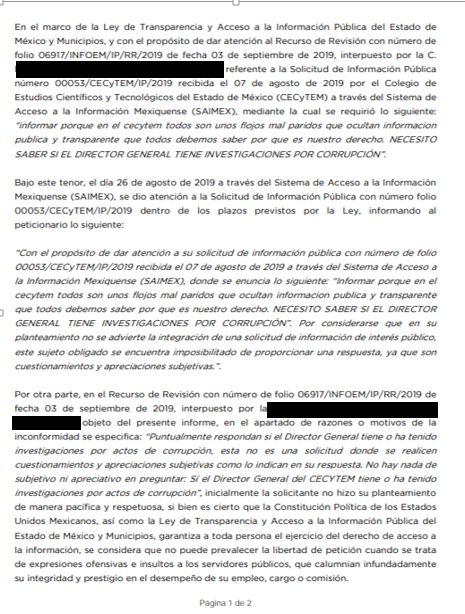 En el marco de la Ley de Transparencia y Acceso a la Información Pública del Estado de
México y Municipios, y con el propósito de dar atención al Recurso de Revisión con número de
folio 06917/INFOEM/IP/RR/2019 de fecha 03 de septiembre de 2019, interpuesto por la C.
referente a la Solicitud de Información Pública
número 00053/CECyTEM/IP/2019 recibida el 07 de agosto de 2019 por el Colegio de
Estudios Científicos y Tecnológicos del Estado de México (CECyTEM) a través del Sistema de
Acceso a la Información Mexiquense (SAIMEX), mediante la cual se requirió lo siguiente:
"informar porque en el cecytem todos son unos flojos mal paridos que ocultan informacion
publica y transparente que todos debemos saber por que es nuestro derecho. NECESITO
SABER SI EL DIRECTOR GENERAL TIENE INVESTIGACIONES POR CORRUPCIÓN".
Bajo este tenor, el día 26 de agosto de 2019 a través del Sistema de Acceso a la Información
Mexiquense (SAIMEX), se dio atención a la Solicitud de Información Pública con número folio
00053/CECyTEM/IP/2019 dentro de los plazos previstos por la Ley, informando al
peticionario lo siguiente:
"Con el propósito de dar atención a su solicitud de información pública con número de folio
00053/CECyTEM/IP/2019 recibida el 07 de agosto de 2019 a través del Sistema de Acceso a
la Información Mexiquense (SAIMEX), donde se enuncia lo siguiente: "Informar porque en el
cecytem todos son unos flojos mal paridos que ocultan informacion publica y transparente
que todos debemos saber por que es nuestro derecho. NECESITO SABER SI EL DIRECTOR
GENERAL TIENE INVESTIGACIONES POR CORRUPCIÓN". Por considerarse que en su
planteamiento no se advierte la integración de una solicitud de información de interés público,
este sujeto obligado se encuentra imposibilitado de proporcionar una respuesta, ya que son
cuestionamientos y apreciaciones subjetivas.".
Por otra parte, en el Recurso de Revisión con número de folio 06917/INFOEM/IP/RR/2019 de
fecha 03 de septiembre de 2019, interpuesto por la
objeto del presente informe, en el apartado de razones o motivos de la
inconformidad se especifica: "Puntualmente respondan si el Director General tiene o ha tenido
investigaciones por actos de corrupción, esta no es una solicitud donde se realicen
cuestionamientos y apreciaciones subjetivas como lo indican en su respuesta. No hay nada de
subjetivo ni apreciativo en preguntar: Sí el Director General del CECYTEM tiene o ha tenido
investigaciones por actos de corrupción", inicialmente la solicitante no hizo su planteamiento
de manera pacífica y respetuosa, si bien es cierto que la Constitución Política de los Estados
Unidos Mexicanos, así como la Ley de Transparencia y Acceso a la Información Pública del
Estado de México y Municipios, garantiza a toda persona el ejercicio del derecho de acceso a
la información, se considera que no puede prevalecer la libertad de petición cuando se trata
de expresiones ofensivas e insultos a los servidores públicos, que calumnian infundadamente
su integridad y prestigio en el desempeño de su empleo, cargo o comisión.
Página 1 de 2